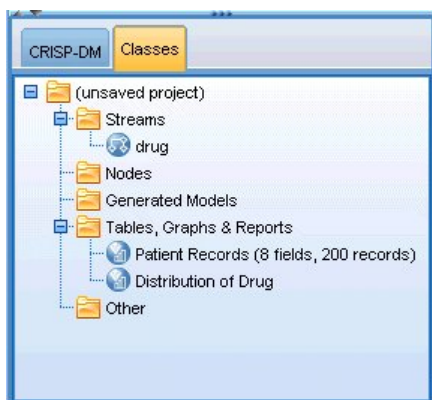 CRISP-DM Classes
(unsaved project)
Streams
drug
Nodes
Generated Models
Tables, Graphs & Reports
Patient Records (8 fields, 200 records)
Distribution of Drug
Other